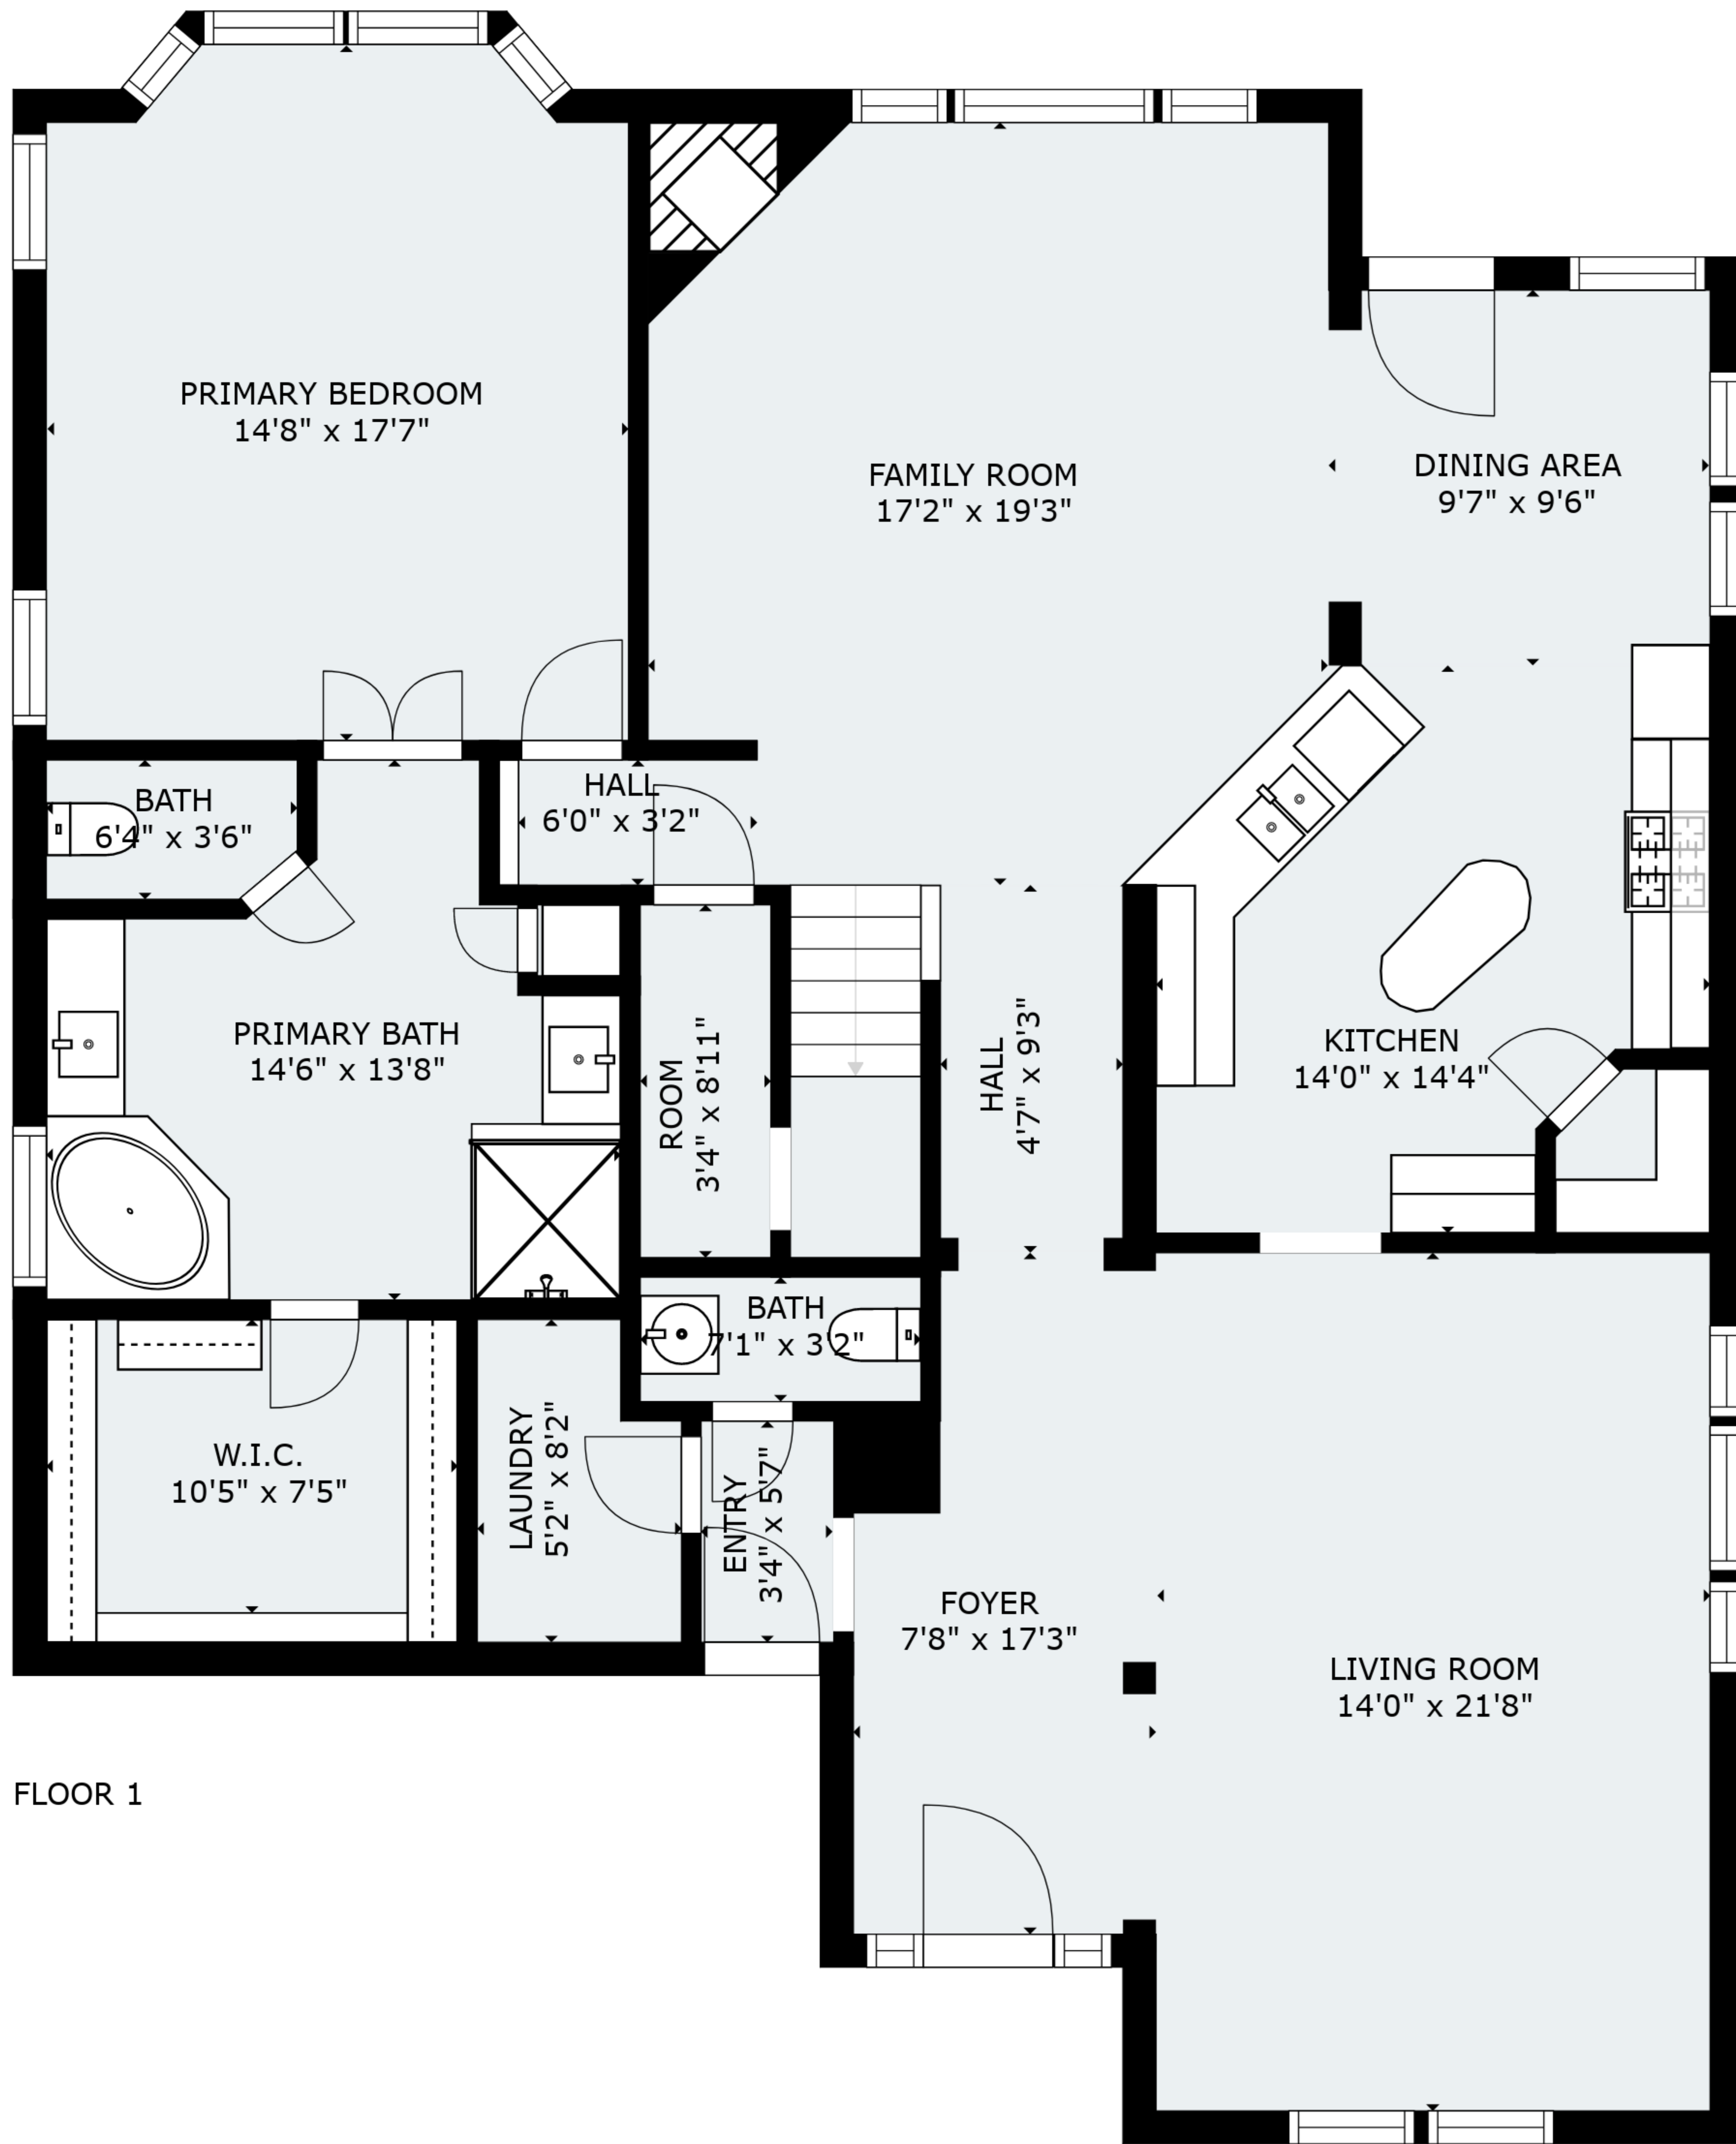 PRIMARY BEDROOM
14'8" x 17'7"
FAMILY ROOM
17'2" x 19'3"
DINING AREA
9'7" x 9'6"
HALL
6'0" x 3'2"
BATH
6'4" x 3'6"
PRIMARY BATH
14'6" x 13'8"
ROOM
3'4" x 8'11"
HALL
4'7" x 9'3"
KITCHEN
14'0" x 14'4"
BATH
7'1" x 3'2"
W.I.C.
10'5" x 7'5"
LAUNDRY
5'2" x 8'2"
ENTRY
3'4" x 5'7"
FOYER
7'8" x 17'3"
LIVING ROOM
14'0" x 21'8"
FLOOR 1